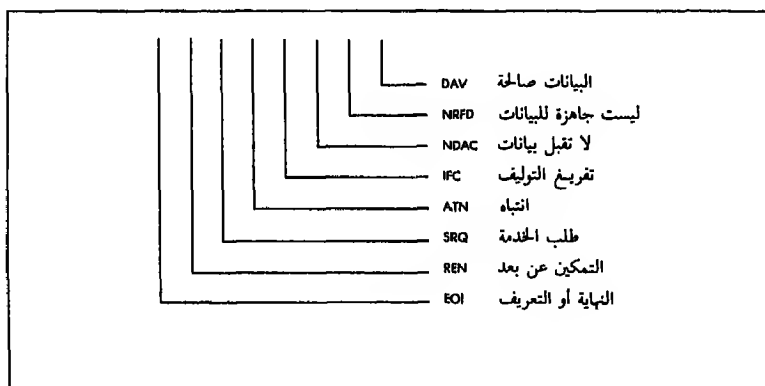 DAV البيانات صالحة
NRFD ليست جاهزة للبيانات
NDAC لا تقبل بيانات
IFC تفريغ التوليف
ATN انتباه
SRQ طلب الخدمة
REN التمكين عن بعد
EOI النهاية أو التعريف